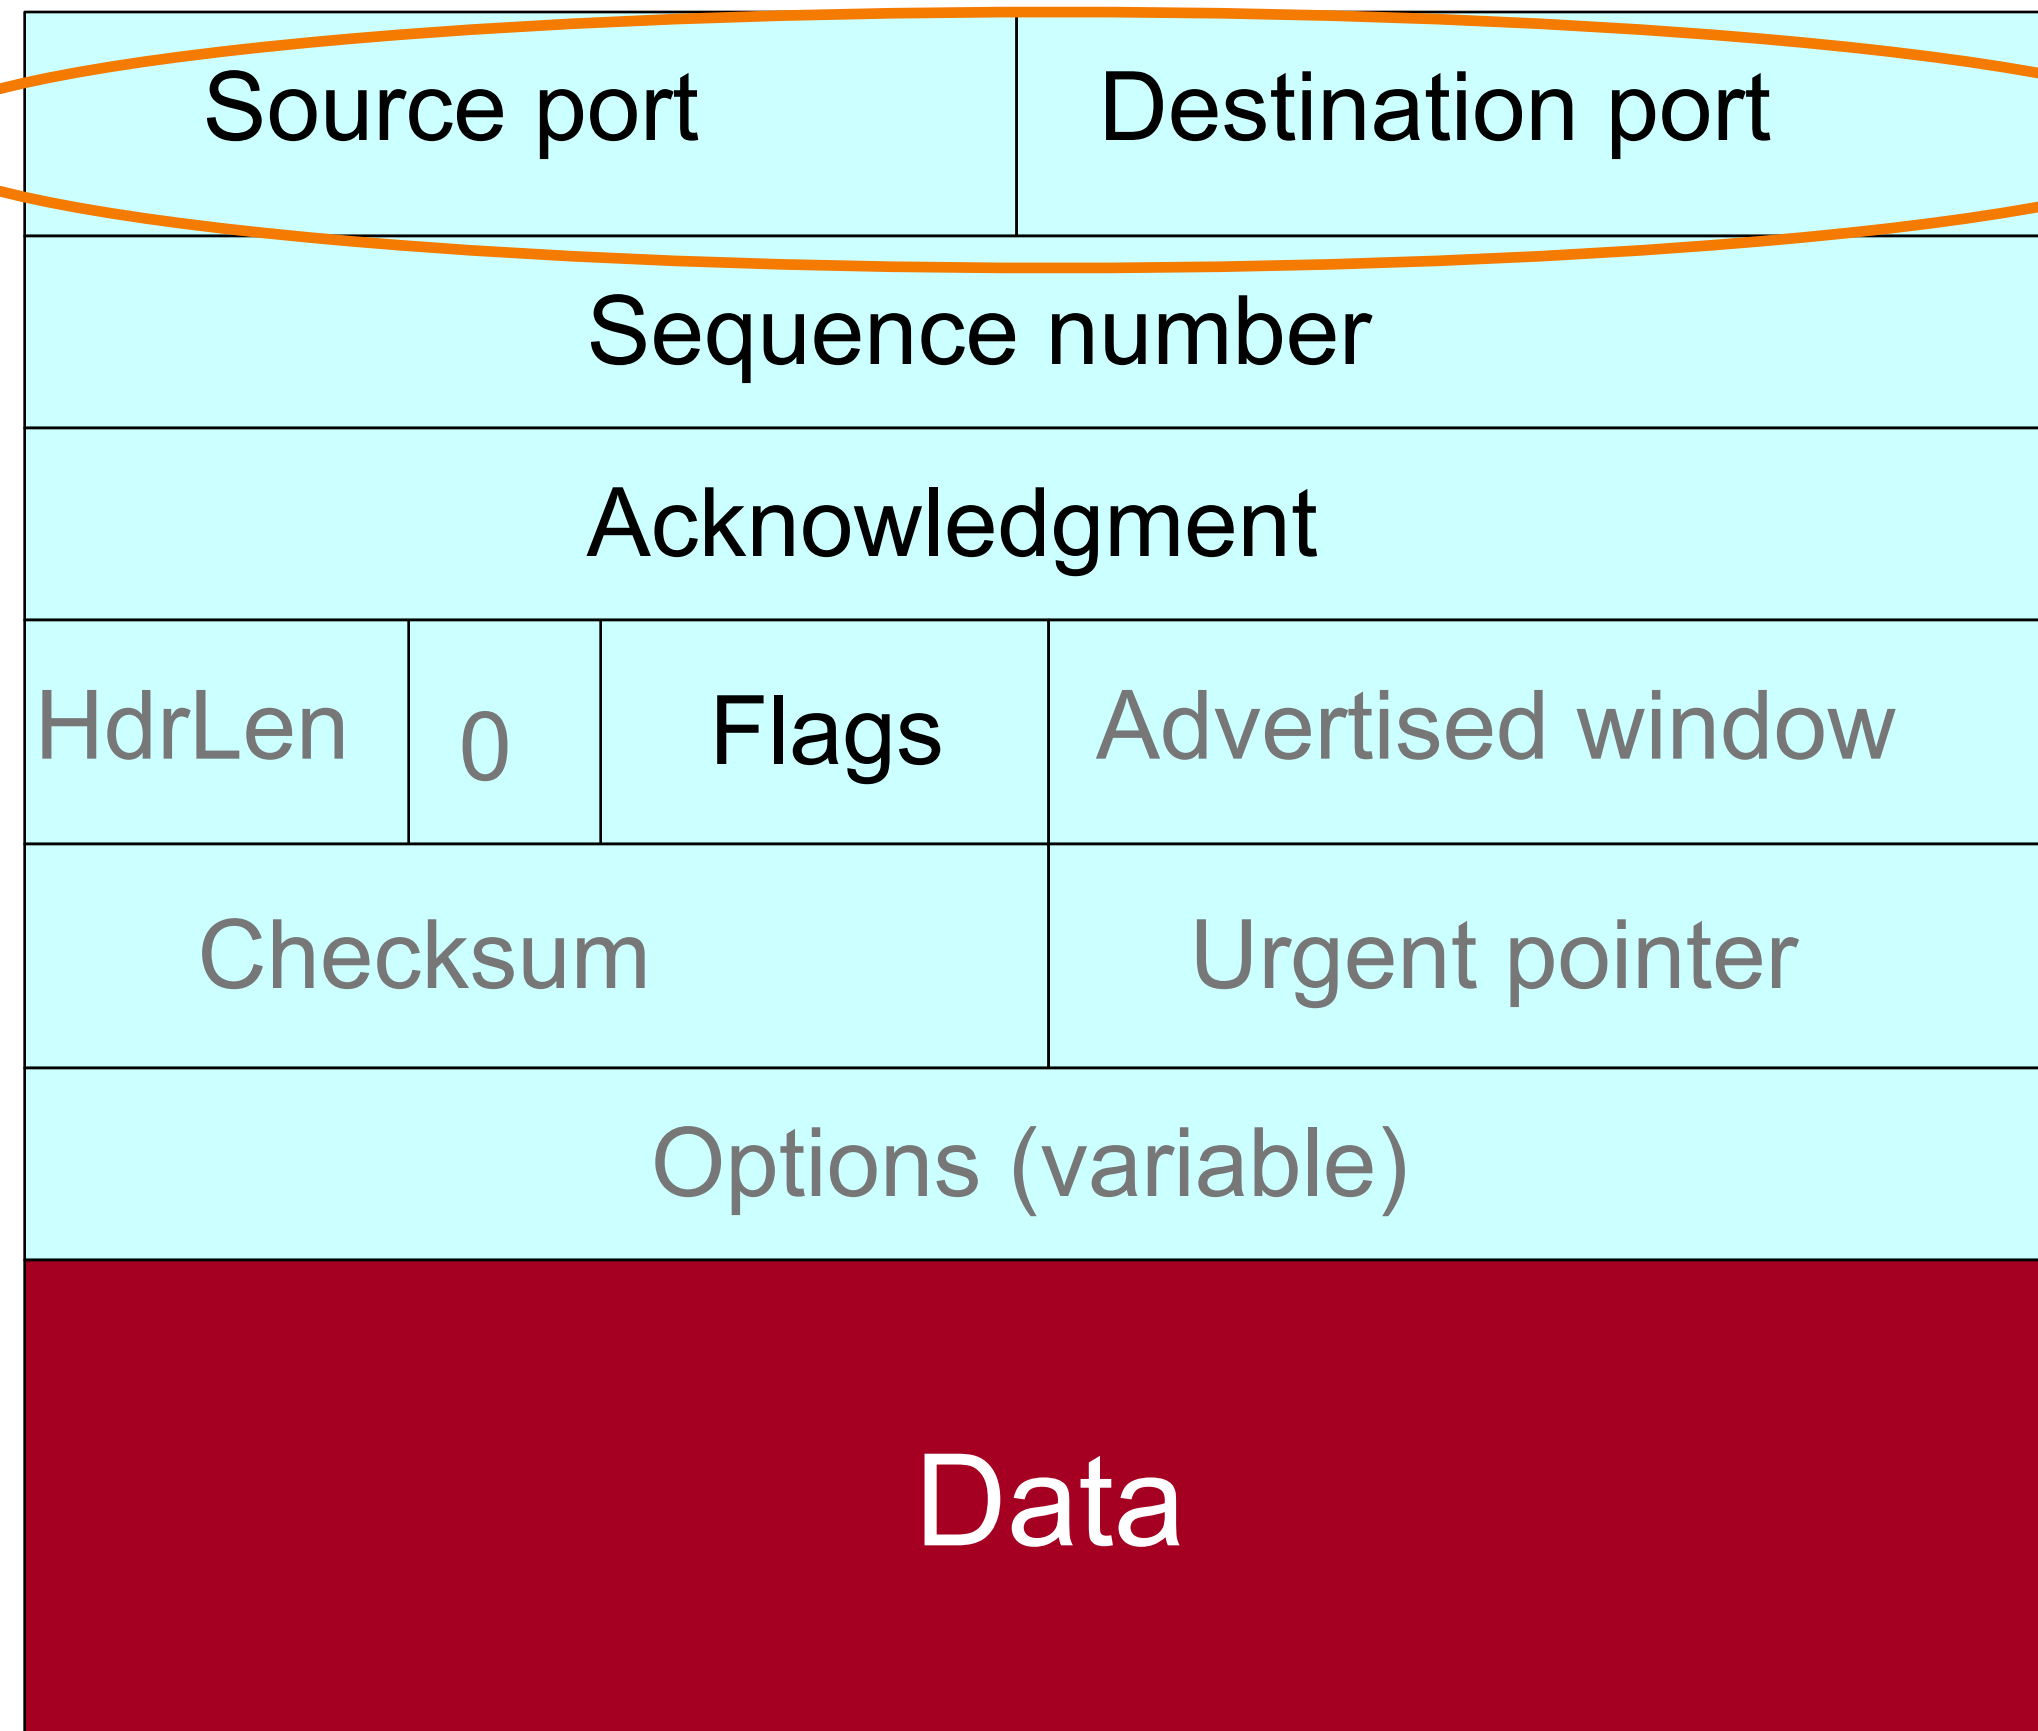 Source port
Destination port
Sequence number
Acknowledgment
HdrLen
0
Flags
Advertised window
Checksum
Urgent pointer
Options (variable)
Data